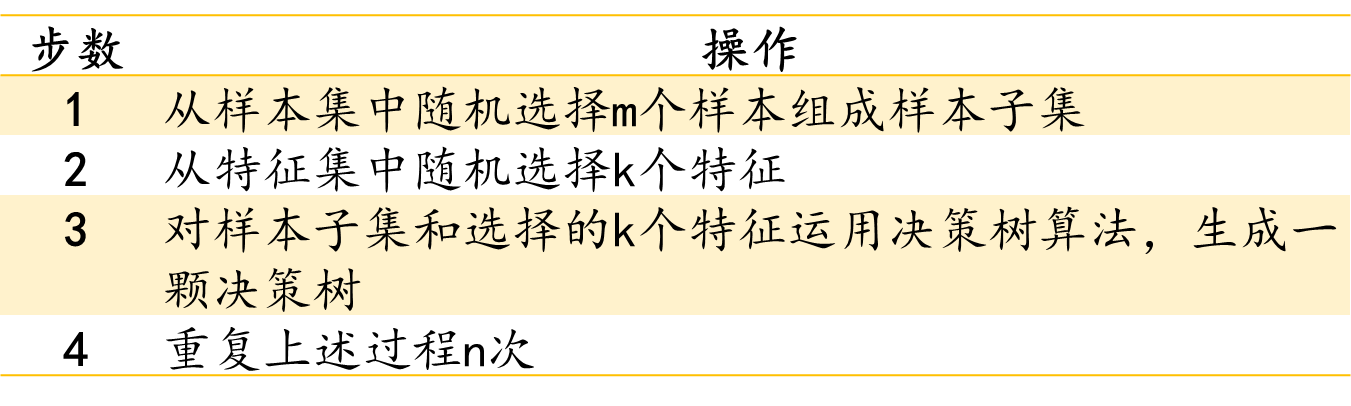 步数 操作
1 从样本集中随机选择m个样本组成样本子集
2 从特征集中随机选择k个特征
3 对样本子集和选择的k个特征运用决策树算法，生成一
颗决策树
4 重复上述过程n次